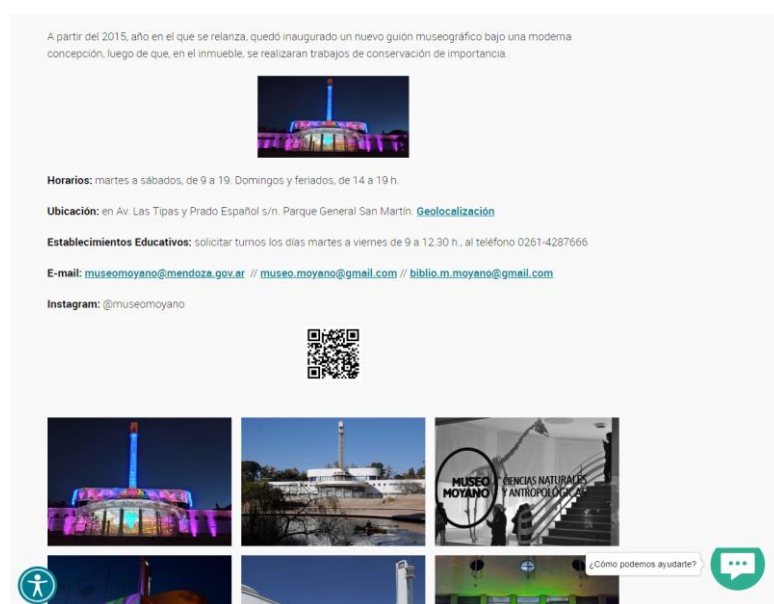 A partir del 2015, año en el que se relanza, quedó inaugurado un nuevo guión museográfico bajo una moderna
concepción, luego de que, en el inmueble, se realizaran trabajos de conservación de importancia.
Horarios: martes a sábados, de 9 a 19. Domingos y feriados, de 14 a 19 h.
Ubicación: en Av. Las Tipas y Prado Español s/n. Parque General San Martín. Geolocalización
Establecimientos Educativos: solicitar turnos los días martes a viernes de 9 a 12.30 h., al teléfono 0261-4287666
E-mail: museomoyano@mendoza.gov.ar // museo.moyano@gmail.com // biblio.m.moyano@gmail.com
Instagram: @museomoyano
MUSEO MOYANO
CIENCIAS NATURALES
Y ANTROPOLÓGICAS
¿Cómo podemos ayudarte?